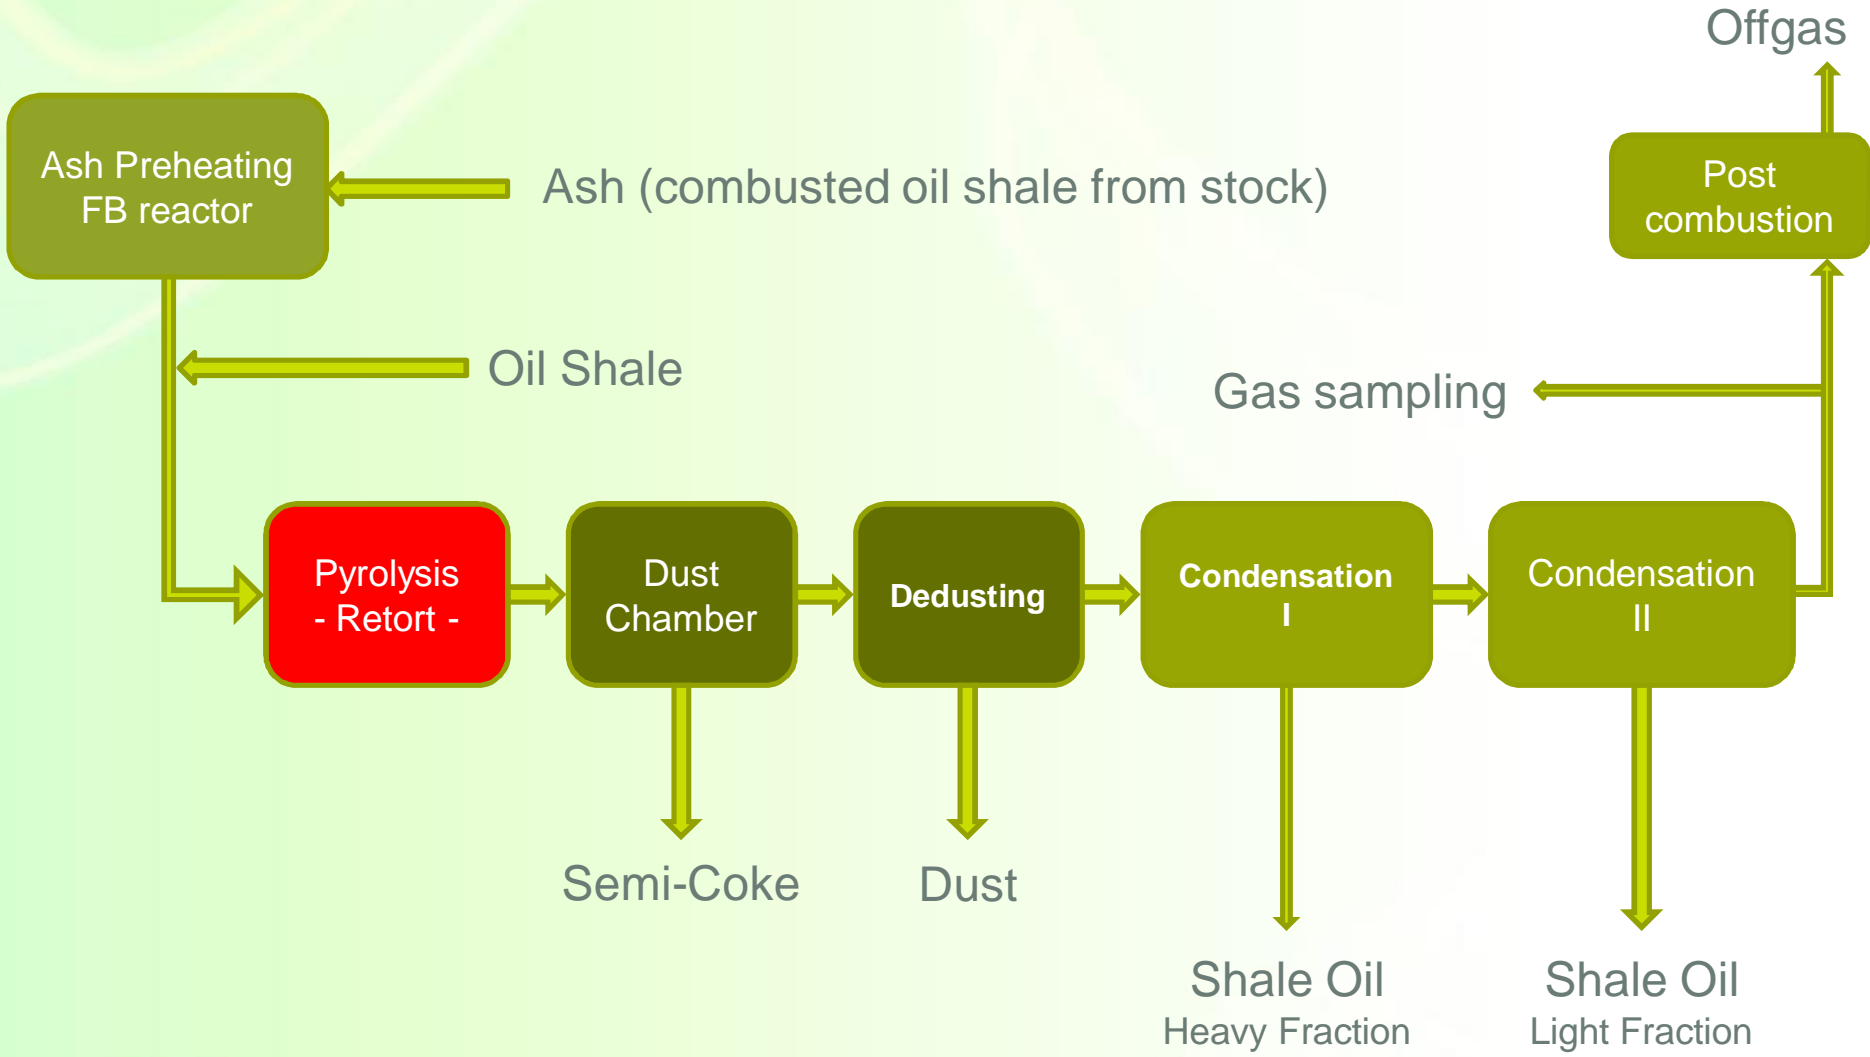 Offgas
Ash Preheating
FB reactor
Ash (combusted oil shale from stock)
Post
combustion
Oil Shale
Gas sampling
Pyrolysis
- Retort -
Dust
Chamber
Dedusting
Condensation
I
Condensation
II
Semi-Coke
Dust
Shale Oil
Heavy Fraction
Shale Oil
Light Fraction